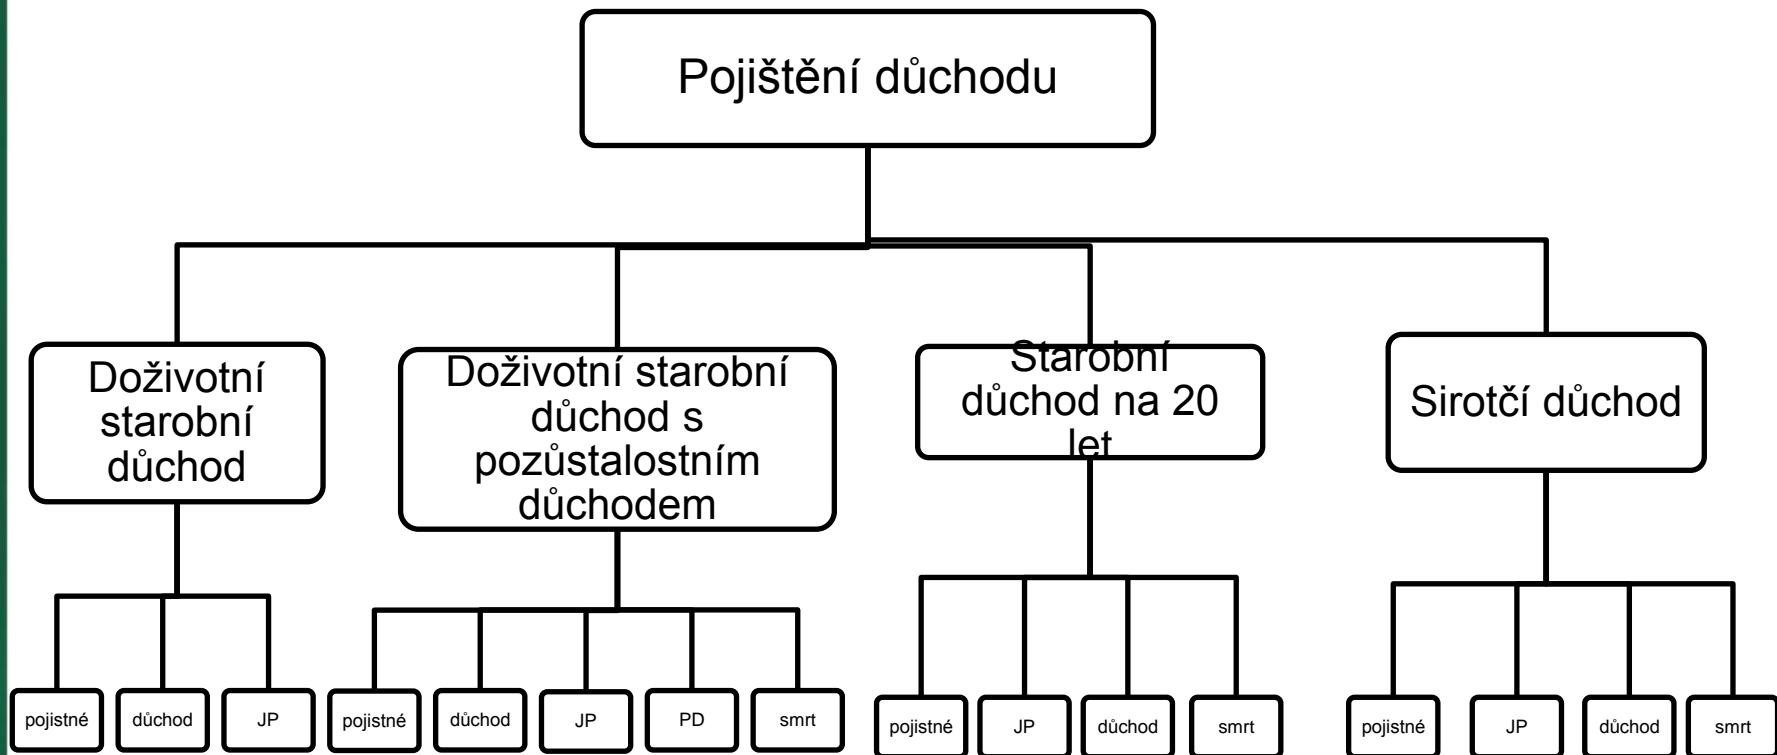 Pojištění důchodu
Doživotní
starobní
důchod
Doživotní starobní
důchod s
pozůstalostním
důchodem
Starobní
důchod na 20
let
Sirotčí důchod
pojistné
důchod
JP
pojistné
důchod
JP
PD
smrt
pojistné
JP
důchod
smrt
pojistné
JP
důchod
smrt